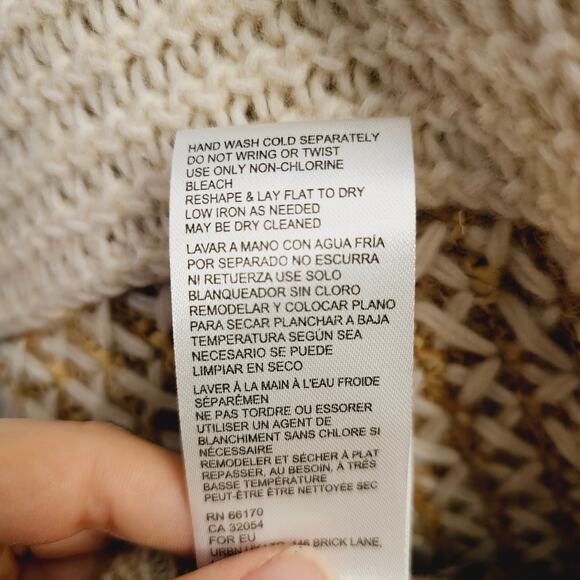 HAND WASH COLD SEPARATELY
DO NOT WRING OR TWIST
USE ONLY NON-CHLORINE
BLEACH
RESHAPE & LAY FLAT TO DRY
LOW IRON AS NEEDED
MAY BE DRY CLEANED
LAVAR A MANO CON AGUA FRÍA
POR SEPARADO NO ESCURRA
NI RETUERZA USE SOLO
BLANQUEADOR SIN CLORO
REMODELAR Y COLOCAR PLANO
PARA SECAR PLANCHAR A BAJA
TEMPERATURA SEGÚN SEA
NECESARIO SE PUEDE
LIMPIAR EN SECO
LAVER À LA MAIN À L'EAU FROIDE
SÉPARÉMEN
NE PAS TORDRE OU ESSORER
UTILISER UN AGENT DE
BLANCHIMENT SANS CHLORE SI
NÉCESSAIRE
REMODELER ET SÉCHER À PLAT
REPASSER, AU BESOIN, À TRÈS
BASSE TEMPÉRATURE
PEUT-ÊTRE ÊTRE NETTOYÉE SEC
RN 66170
CA 32054
FOR EU
URBN BRICK LANE,